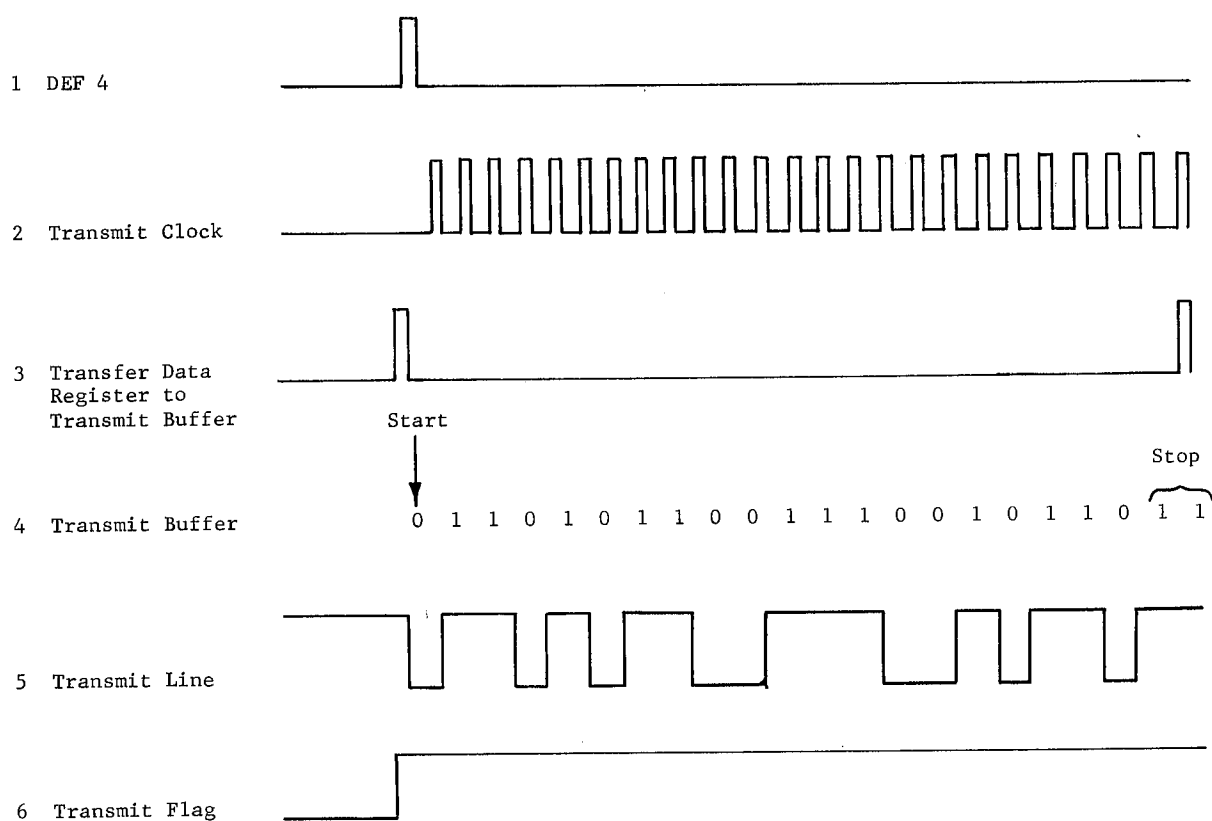 1 DEF 4
2 Transmit Clock
3 Transfer Data
Register to
Transmit Buffer
Start
Stop
4 Transmit Buffer
0 1 1 0 1 0 1 1 0 0 1 1 1 0 0 1 0 1 1 0 1 1
5 Transmit Line
6 Transmit Flag